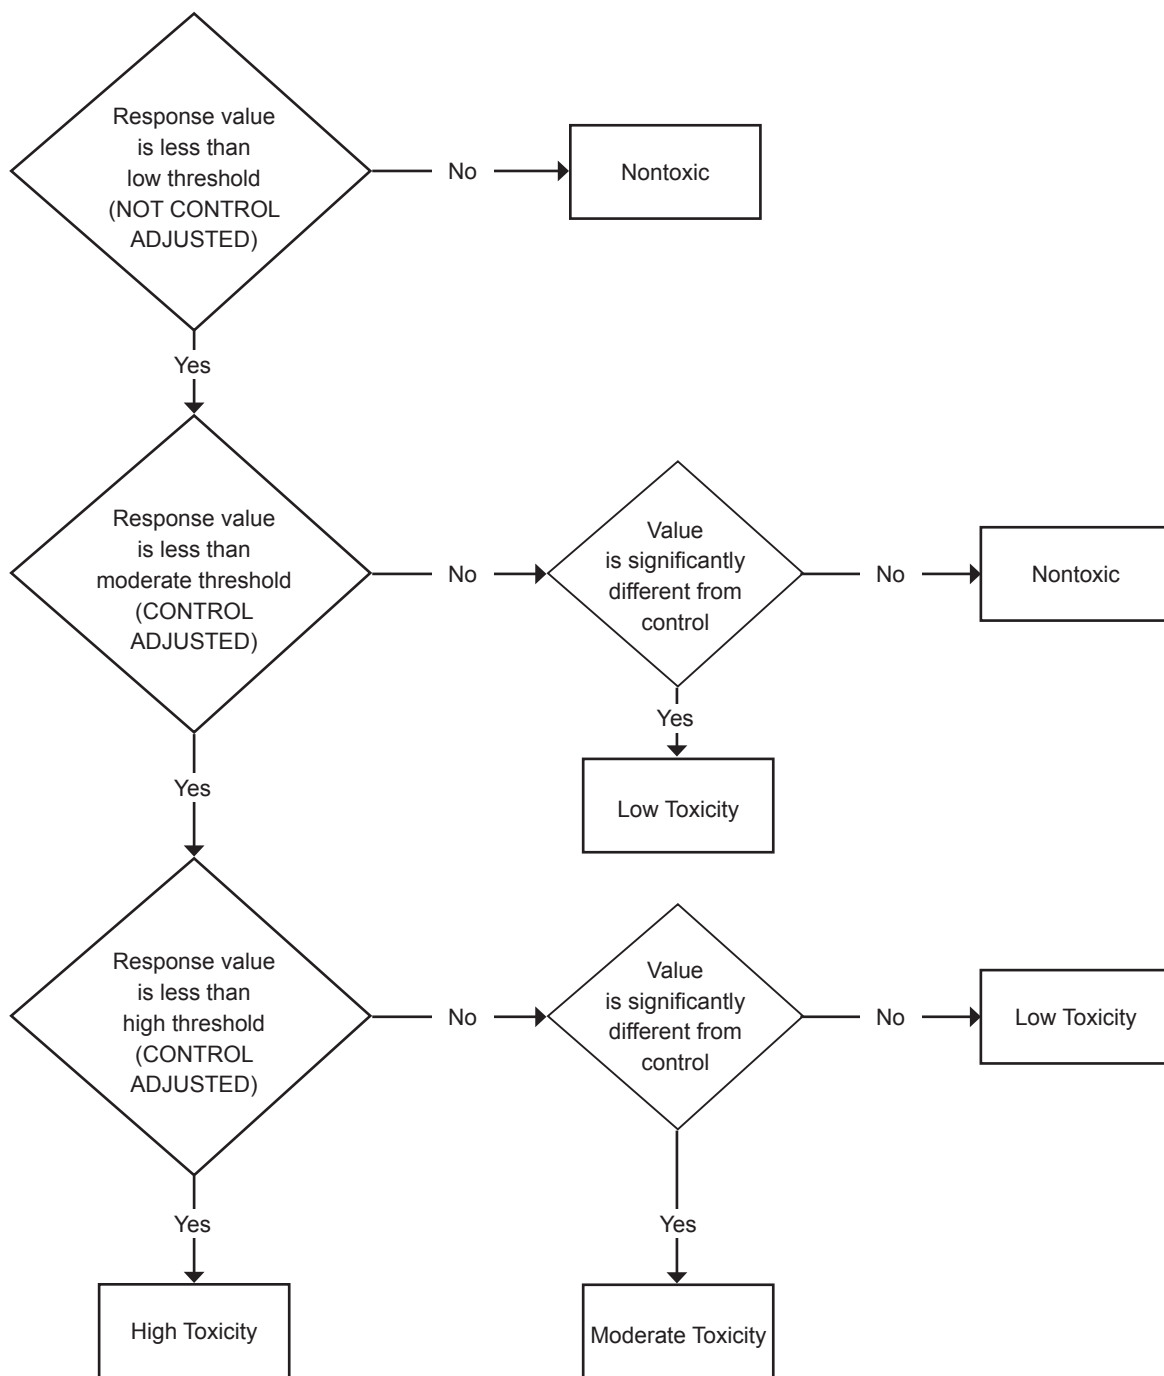 Response value
is less than
low threshold
(NOT CONTROL
ADJUSTED)
No
Nontoxic
Yes
Response value
is less than
moderate threshold
(CONTROL
ADJUSTED)
No
Value
is significantly
different from
control
No
Nontoxic
Yes
Low Toxicity
Yes
Response value
is less than
high threshold
(CONTROL
ADJUSTED)
No
Value
is significantly
different from
control
No
Low Toxicity
Yes
High Toxicity
Yes
Moderate Toxicity